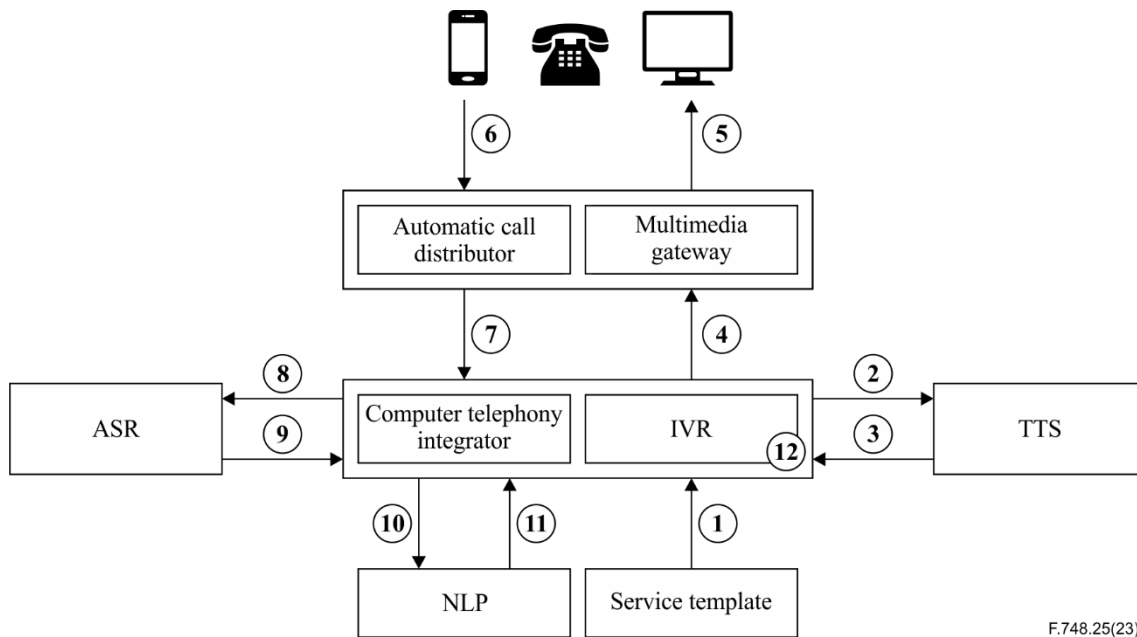 6
5
Automatic call
distributor
Multimedia
gateway
7
4
8
2
ASR
Computer telephony
integrator
IVR
TTS
9
12
3
10
11
1
NLP
Service template
F.748.25(23)